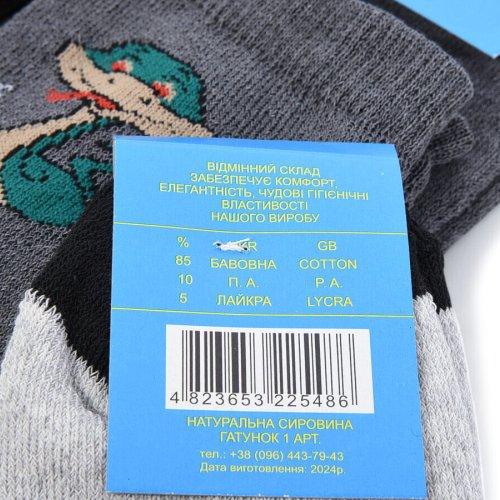 ВІДМІННИЙ СКЛАД
ЗАБЕЗПЕЧУЄ КОМФОРТ,
ЕЛЕГАНТНІСТЬ, ЧУДОВІ ГІГІЄНІЧНІ
ВЛАСТИВОСТІ
НАШОГО ВИРОБУ
% GB
85 БАВОВНА COTTON
10 П. А. P. A.
5 ЛАЙКРА LYCRA
4 823653 225486
НАТУРАЛЬНА СИРОВИНА
ГАТУНОК 1 АРТ.
тел.: +38 (096) 443-79-43
Дата виготовлення: 2024р.